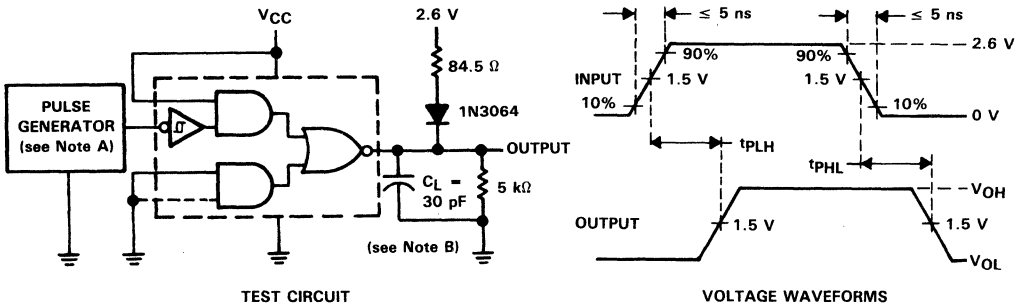 VCC
2.6 V
84.5 Ω
1N3064
PULSE
GENERATOR
(see Note A)
OUTPUT
CL =
30 pF
5 kΩ
(see Note B)
TEST CIRCUIT
≤ 5 ns
≤ 5 ns
2.6 V
90%
90%
INPUT
1.5 V
1.5 V
10%
10%
0 V
tPLH
tPHL
VOH
OUTPUT
1.5 V
1.5 V
VOL
VOLTAGE WAVEFORMS